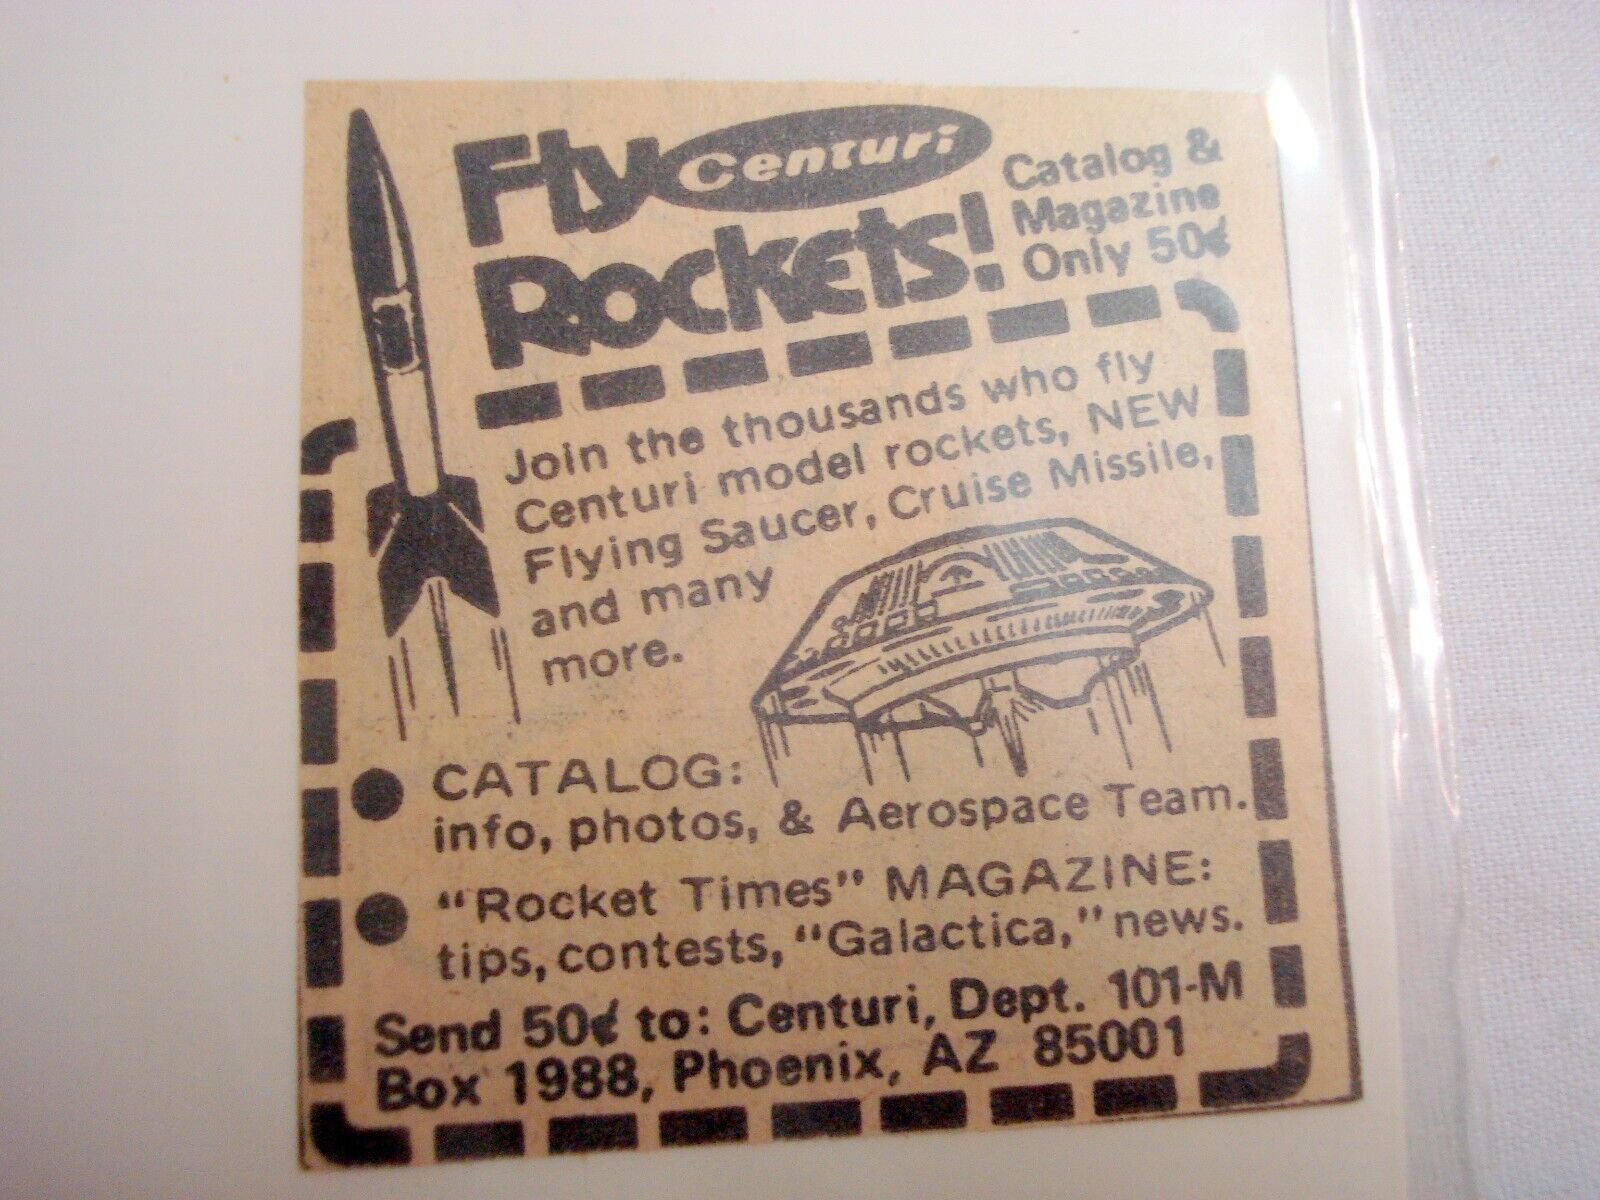 Fly Centuri
Rockets!
Catalog &
Magazine
Only 50¢
Join the thousands who fly
Centuri model rockets, NEW
Flying Saucer, Cruise Missile,
and many
more.
● CATALOG:
info, photos, & Aerospace Team.
● "Rocket Times" MAGAZINE:
tips, contests, "Galactica," news.
Send 50¢ to: Centuri, Dept. 101-M
Box 1988, Phoenix, AZ 85001